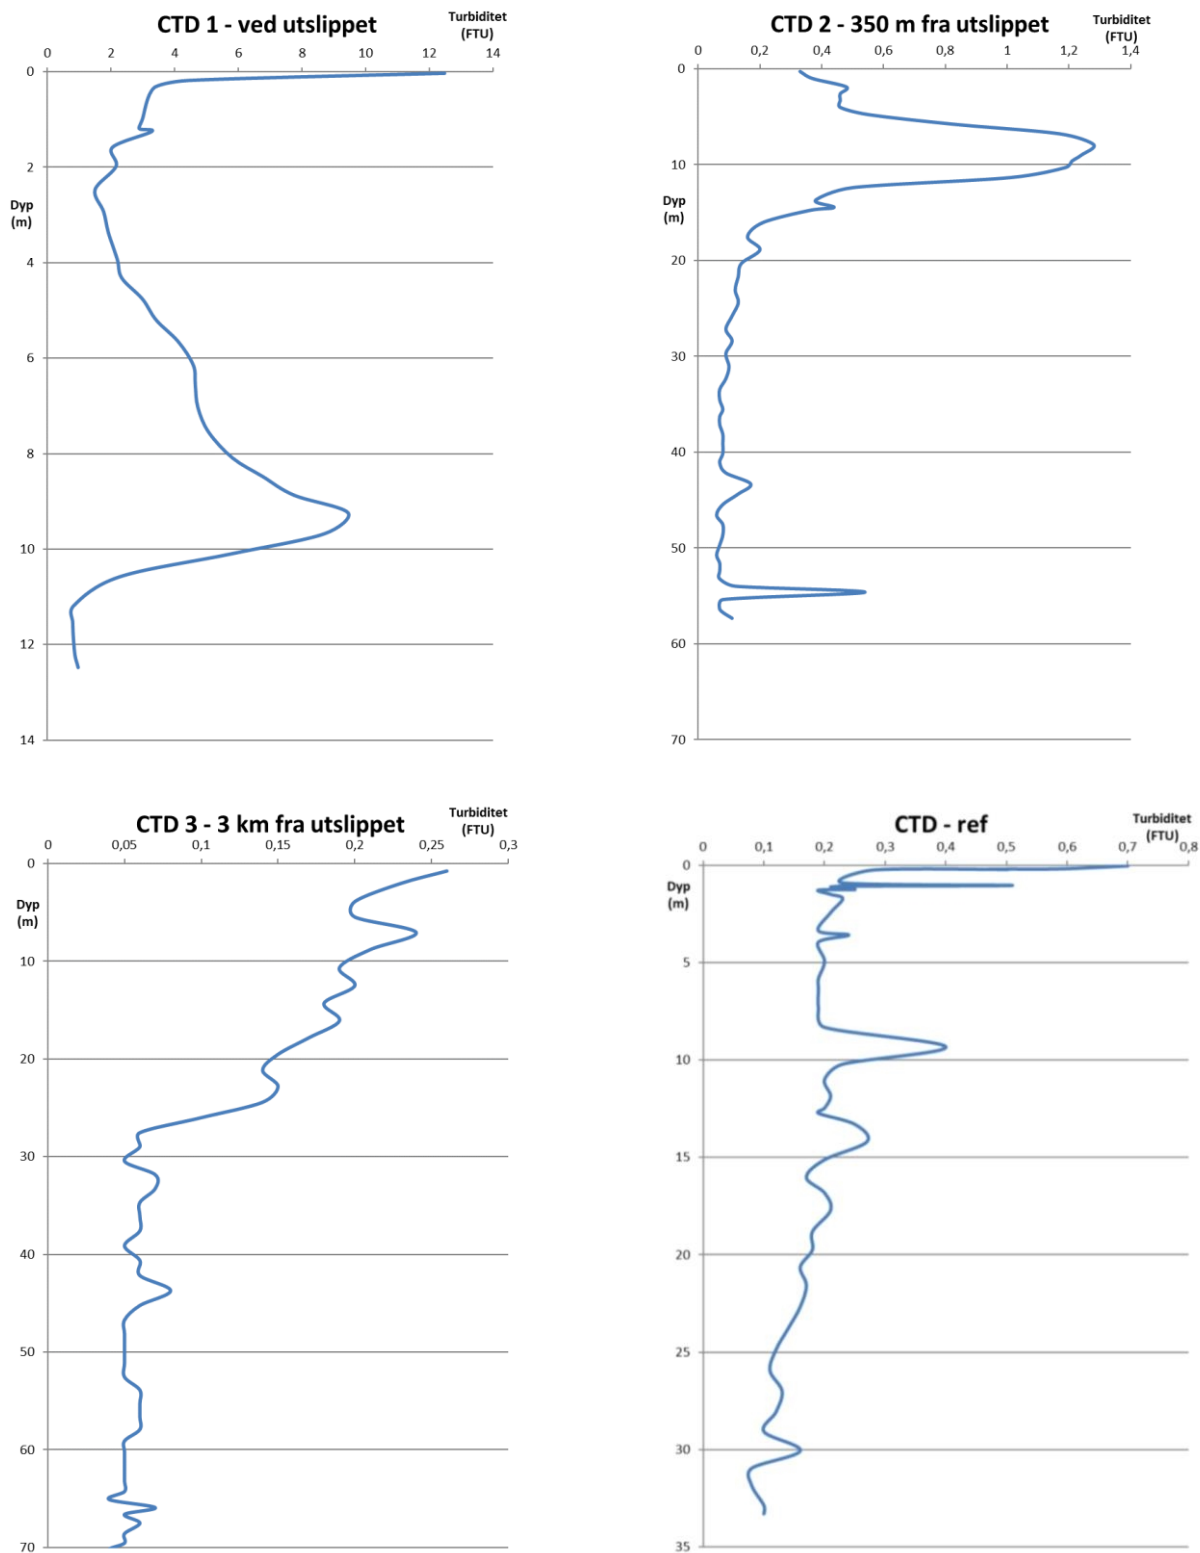 CTD 1 - ved utslippet
Turbiditet
(FTU)
0 2 4 6 8 10 12 14
0
2
Dyp
(m)
4
6
8
10
12
14
CTD 2 - 350 m fra utslippet
Turbiditet
(FTU)
0 0,2 0,4 0,6 0,8 1 1,2 1,4
0
10
Dyp
(m)
20
30
40
50
60
70
CTD 3 - 3 km fra utslippet
Turbiditet
(FTU)
0 0,05 0,1 0,15 0,2 0,25 0,3
0
Dyp
(m)
10
20
30
40
50
60
70
CTD - ref
Turbiditet
(FTU)
0 0,1 0,2 0,3 0,4 0,5 0,6 0,7 0,8
0
Dyp
(m)
5
10
15
20
25
30
35